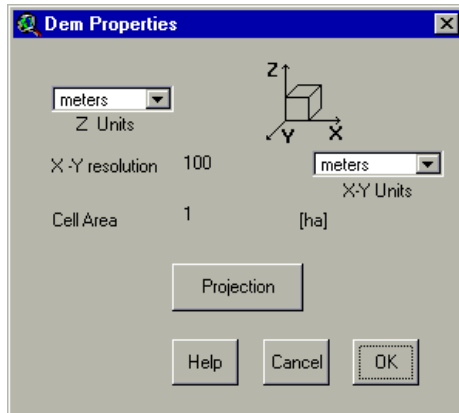 Dem Properties
Z
meters
Z Units
Y
X
X -Y resolution 100 meters
X-Y Units
Cell Area 1 [ha]
Projection
Help Cancel OK